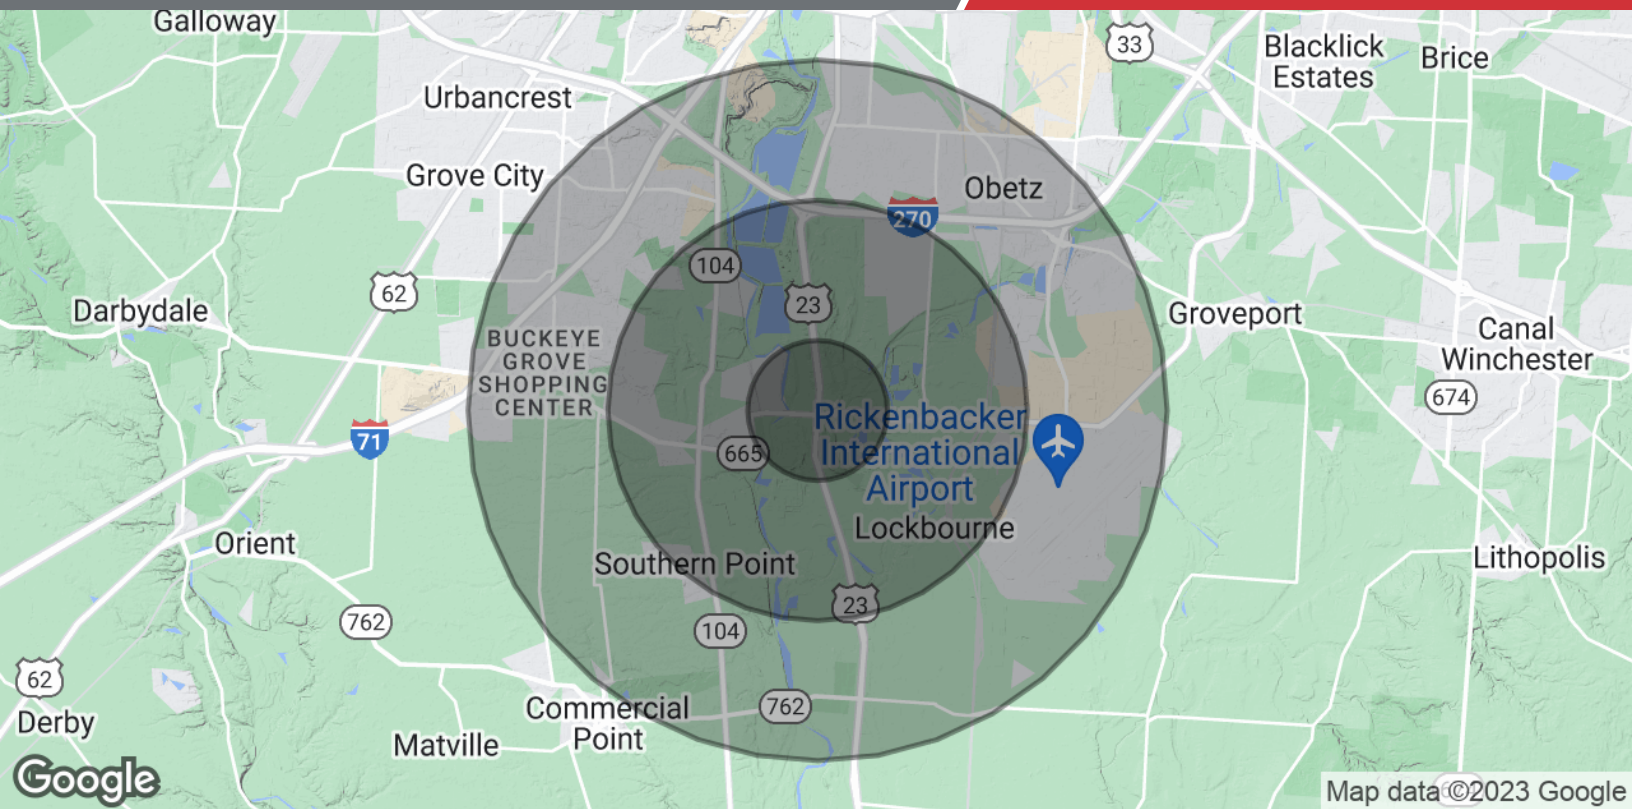 Galloway
33
Blacklick
Estates
Brice
Urbancrest
Grove City
Obetz
270
104
62
23
Darbydale
Groveport
Canal
Winchester
BUCKEYE
GROVE
SHOPPING
CENTER
674
Rickenbacker
International
Airport
71
665
Lockbourne
Orient
Southern Point
Lithopolis
23
762
104
62
Derby
Commercial
Point
762
Matville
Google
Map data ©2023 Google